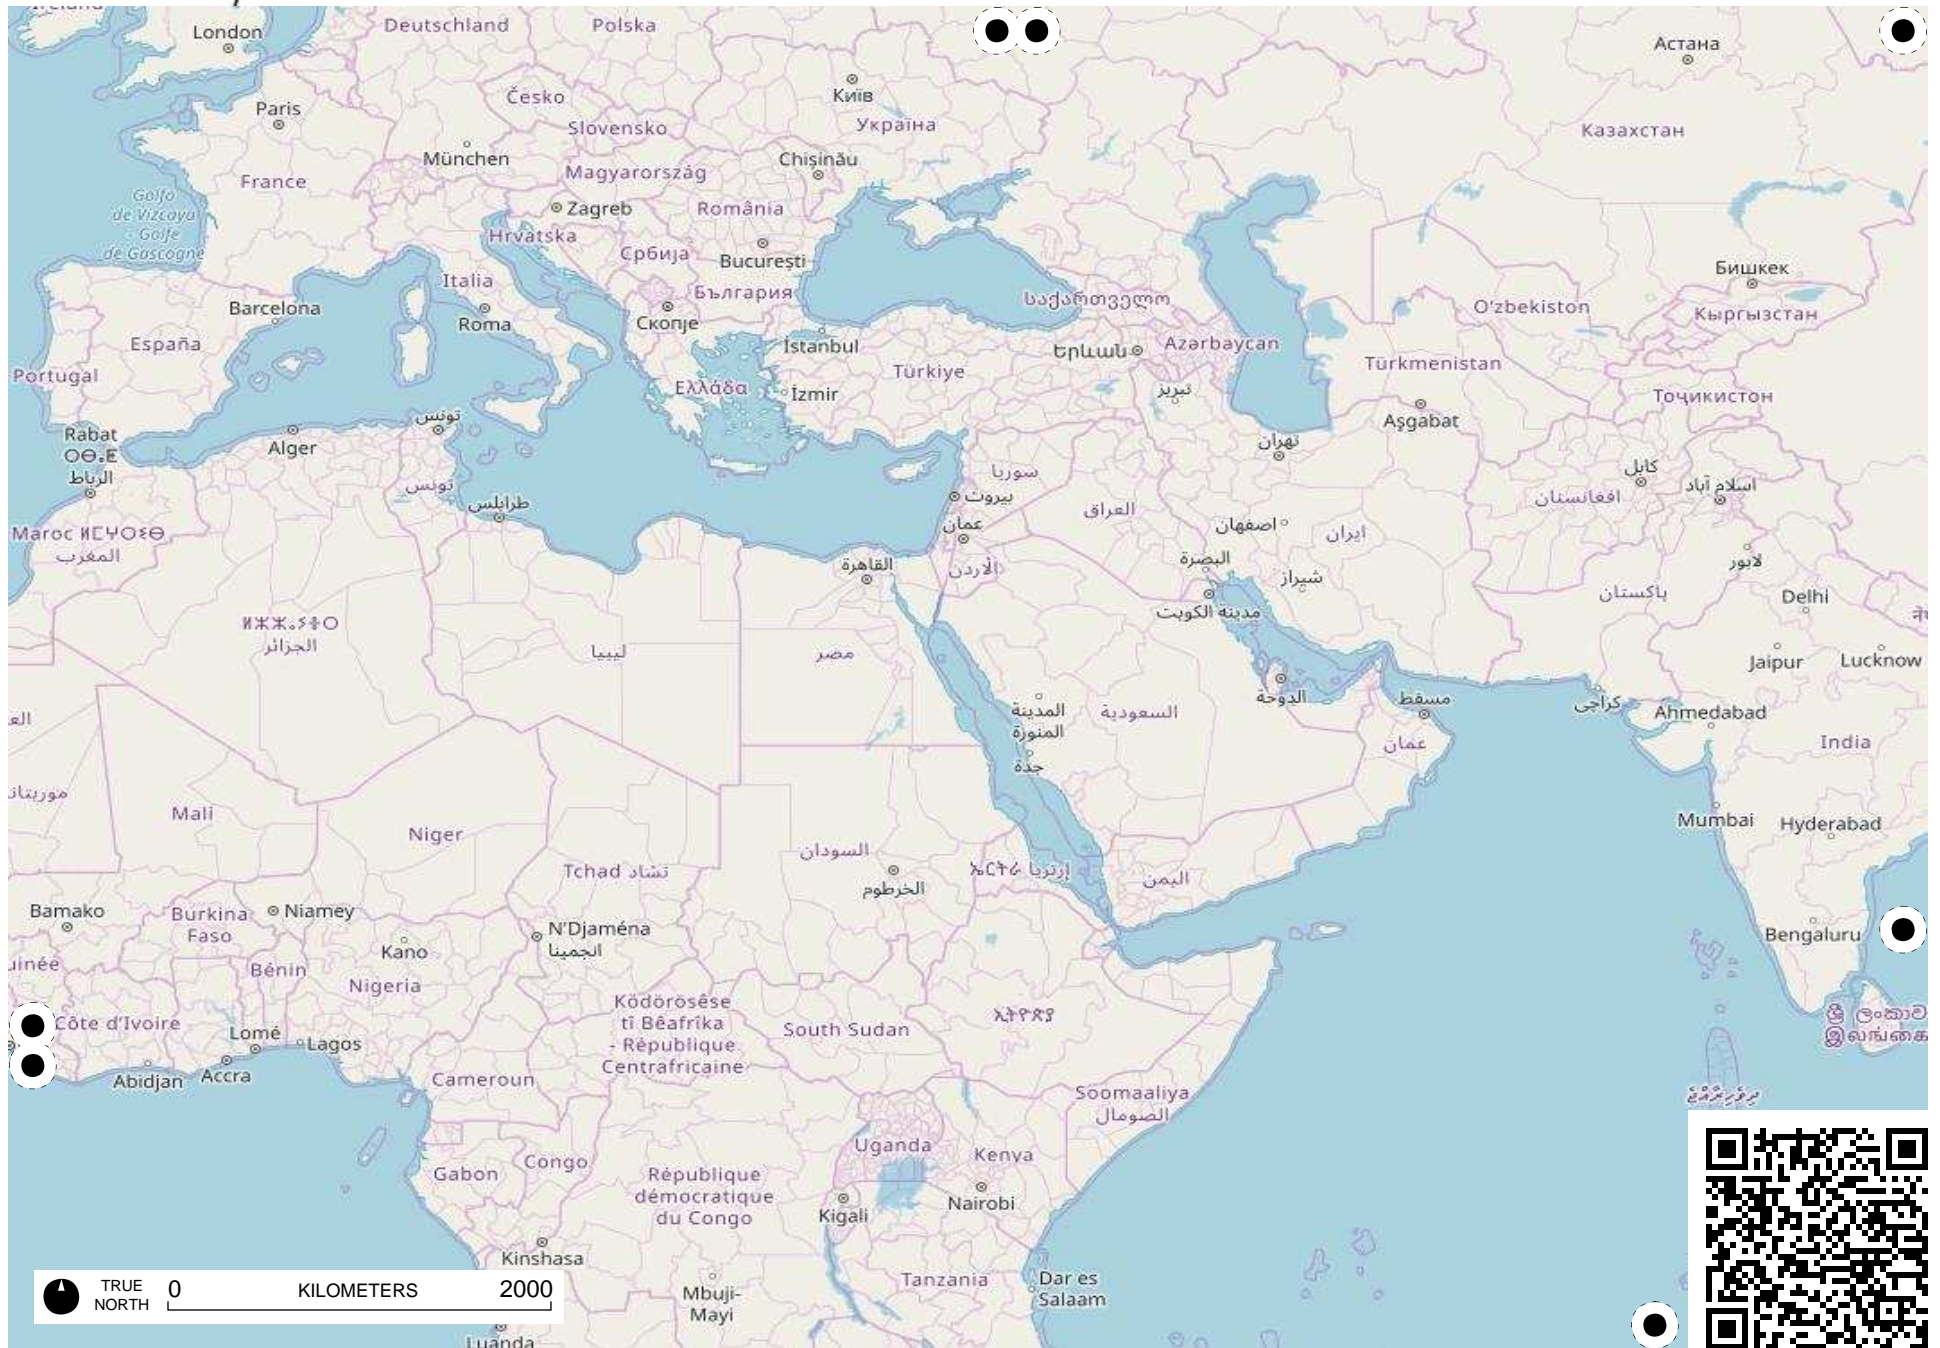 London
Deutschland
Polska
Астана
Paris
Česko
Київ
Slovensko
Україна
Казахстан
München
Chișinău
France
Magyarország
Golfo
de Vizcaya
- Golfe
de Gascogne
Zagreb
România
Hrvatska
Србија
București
Italia
България
Бишкек
Barcelona
Roma
Скопје
საქართველო
O'zbekiston
Кыргызстан
España
İstanbul
Երևան
Azərbaycan
Portugal
Türkiye
Türkmenistan
Ελλάδα
İzmir
تبریز
Тоҷикистон
تونس
Aşgabat
Rabat
ⵔⴱⴰⵟ
الرباط
Alger
تهران
سوريا
کابل
تونس
بيروت
افغانستان
اسلام آباد
طرابلس
العراق
عمان
اصفهان
ایران
Maroc ⵍⵎⵖⵔⵉⴱ
المغرب
القاهرة
الأردن
البصرة
شیراز
لاہور
مدينة الكويت
پاکستان
Delhi
ⵍⵣⵣⴰⵢⴻⵔ
الجزائر
ليبيا
مصر
Jaipur
Lucknow
المدينة
المنورة
السعودية
الدوحة
مسقط
کراچی
Ahmedabad
عمان
India
جدة
Mali
Niger
Mumbai
Hyderabad
السودان
Tchad تشاد
ኤርትራ إرتريا
اليمن
الخرطوم
Bamako
Burkina
Faso
Niamey
N'Djaména
انجمينا
Kano
Bengaluru
Bénin
Nigeria
Ködörösêse
tî Bêafrîka
- République
Centrafricaine
South Sudan
ኢትዮጵያ
Côte d'Ivoire
Lomé
Lagos
Abidjan
Accra
Cameroun
Soomaaliya
الصومال
ދިވެހިރާއްޖެ
Uganda
Kenya
Gabon
Congo
République
démocratique
du Congo
Kigali
Nairobi
Kinshasa
Tanzania
Dar es
Salaam
Mbuji-
Mayi
TRUE
NORTH
0 KILOMETERS 2000
Luanda